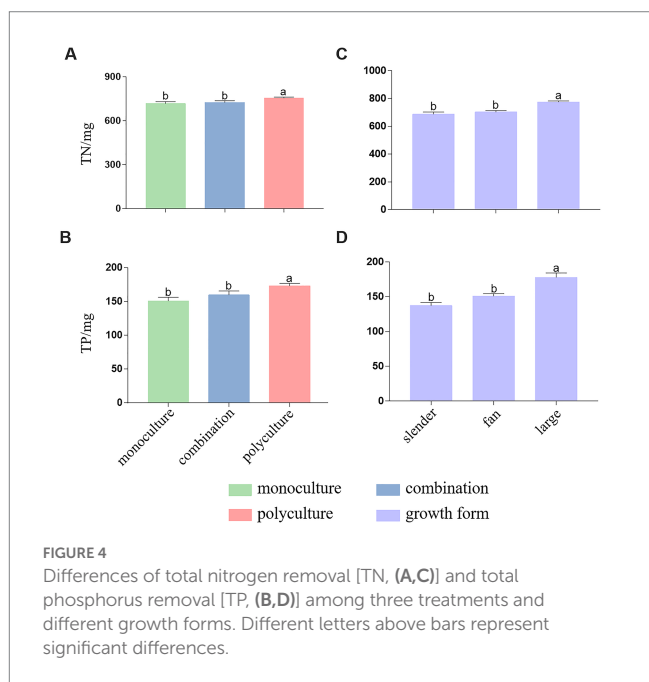 A
900
600
300
0
TN/mg
b
b
a
C
1000
800
600
400
200
0
b
b
a
B
200
150
100
50
0
TP/mg
b
b
a
monoculture
combination
polyculture
D
200
150
100
50
0
b
b
a
slender
fan
large
monoculture
combination
polyculture
growth form
FIGURE 4
Differences of total nitrogen removal [TN, (A,C)] and total
phosphorus removal [TP, (B,D)] among three treatments and
different growth forms. Different letters above bars represent
significant differences.